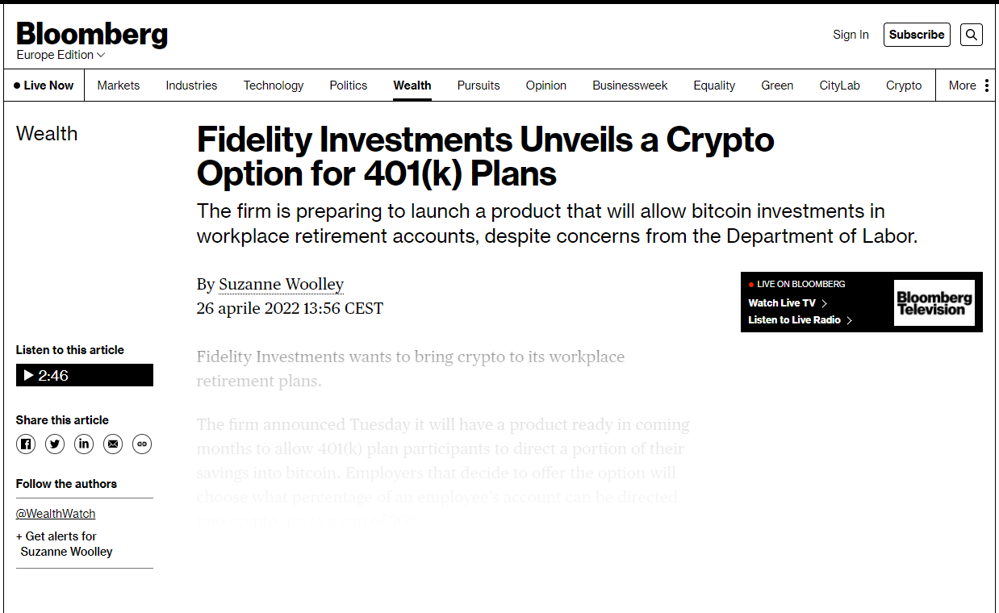 Bloomberg
Europe Edition
Sign In
Subscribe
Live Now
Markets
Industries
Technology
Politics
Wealth
Pursuits
Opinion
Businessweek
Equality
Green
CityLab
Crypto
More
Wealth
Fidelity Investments Unveils a Crypto
Option for 401(k) Plans
The firm is preparing to launch a product that will allow bitcoin investments in
workplace retirement accounts, despite concerns from the Department of Labor.
By Suzanne Woolley
26 aprile 2022 13:56 CEST
LIVE ON BLOOMBERG
Watch Live TV
Listen to Live Radio
Bloomberg
Television
Listen to this article
2:46
Share this article
Follow the authors
@WealthWatch
+ Get alerts for
Suzanne Woolley
Fidelity Investments wants to bring crypto to its workplace
retirement plans.
The firm announced Tuesday it will have a product ready in coming
months to allow 401(k) plan participants to direct a portion of their
savings into bitcoin. Employers that decide to offer the option will
choose what percentage of an employee's account can be directed